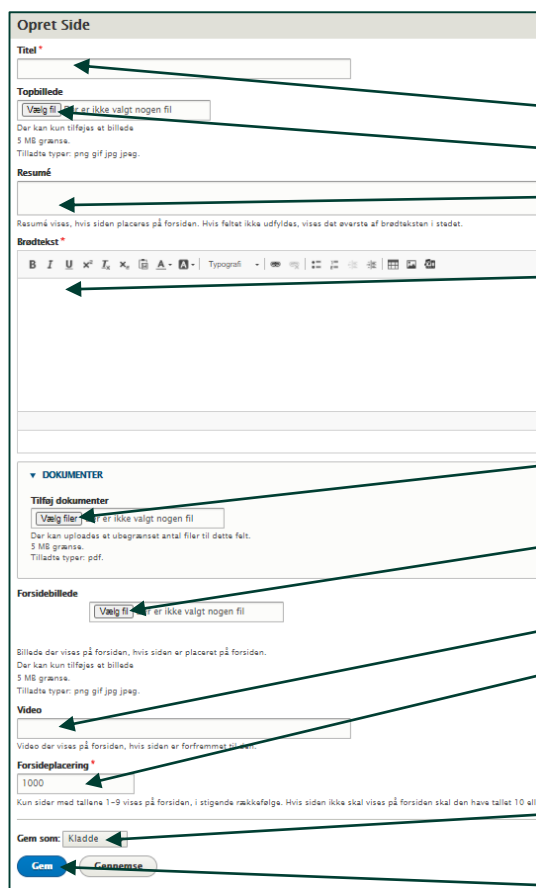 Opret Side
Titel *
Topbillede
Vælg fil Der er ikke valgt nogen fil
Der kan kun tilføjes et billede
5 MB grænse.
Tilladte typer: png gif jpg jpeg.
Resumé
Resumé vises, hvis siden placeres på forsiden. Hvis feltet ikke udfyldes, vises det øverste af brødteksten i stedet.
Brødtekst *
Typografi
DOKUMENTER
Tilføj dokumenter
Vælg filer Der er ikke valgt nogen fil
Der kan uploades et ubegrænset antal filer til dette felt.
5 MB grænse.
Tilladte typer: pdf.
Forsidebillede
Vælg fil Der er ikke valgt nogen fil
Billede der vises på forsiden, hvis siden er placeret på forsiden.
Der kan kun tilføjes et billede
5 MB grænse.
Tilladte typer: png gif jpg jpeg.
Video
Video der vises på forsiden, hvis siden er forfremmet til den.
Forsideplacering *
1000
Kun sider med tallene 1-9 vises på forsiden, i stigende rækkefølge. Hvis siden ikke skal vises på forsiden skal den have tallet 10 ell
Gem som: Kladde
Gem Gennemse